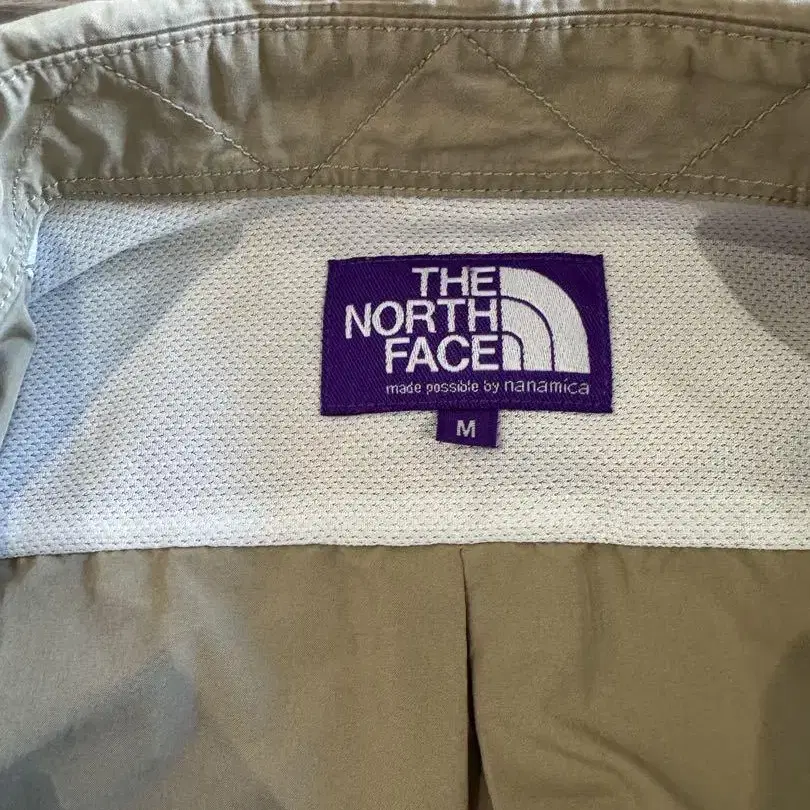 THE
NORTH
FACE
made possible by nanamica
M